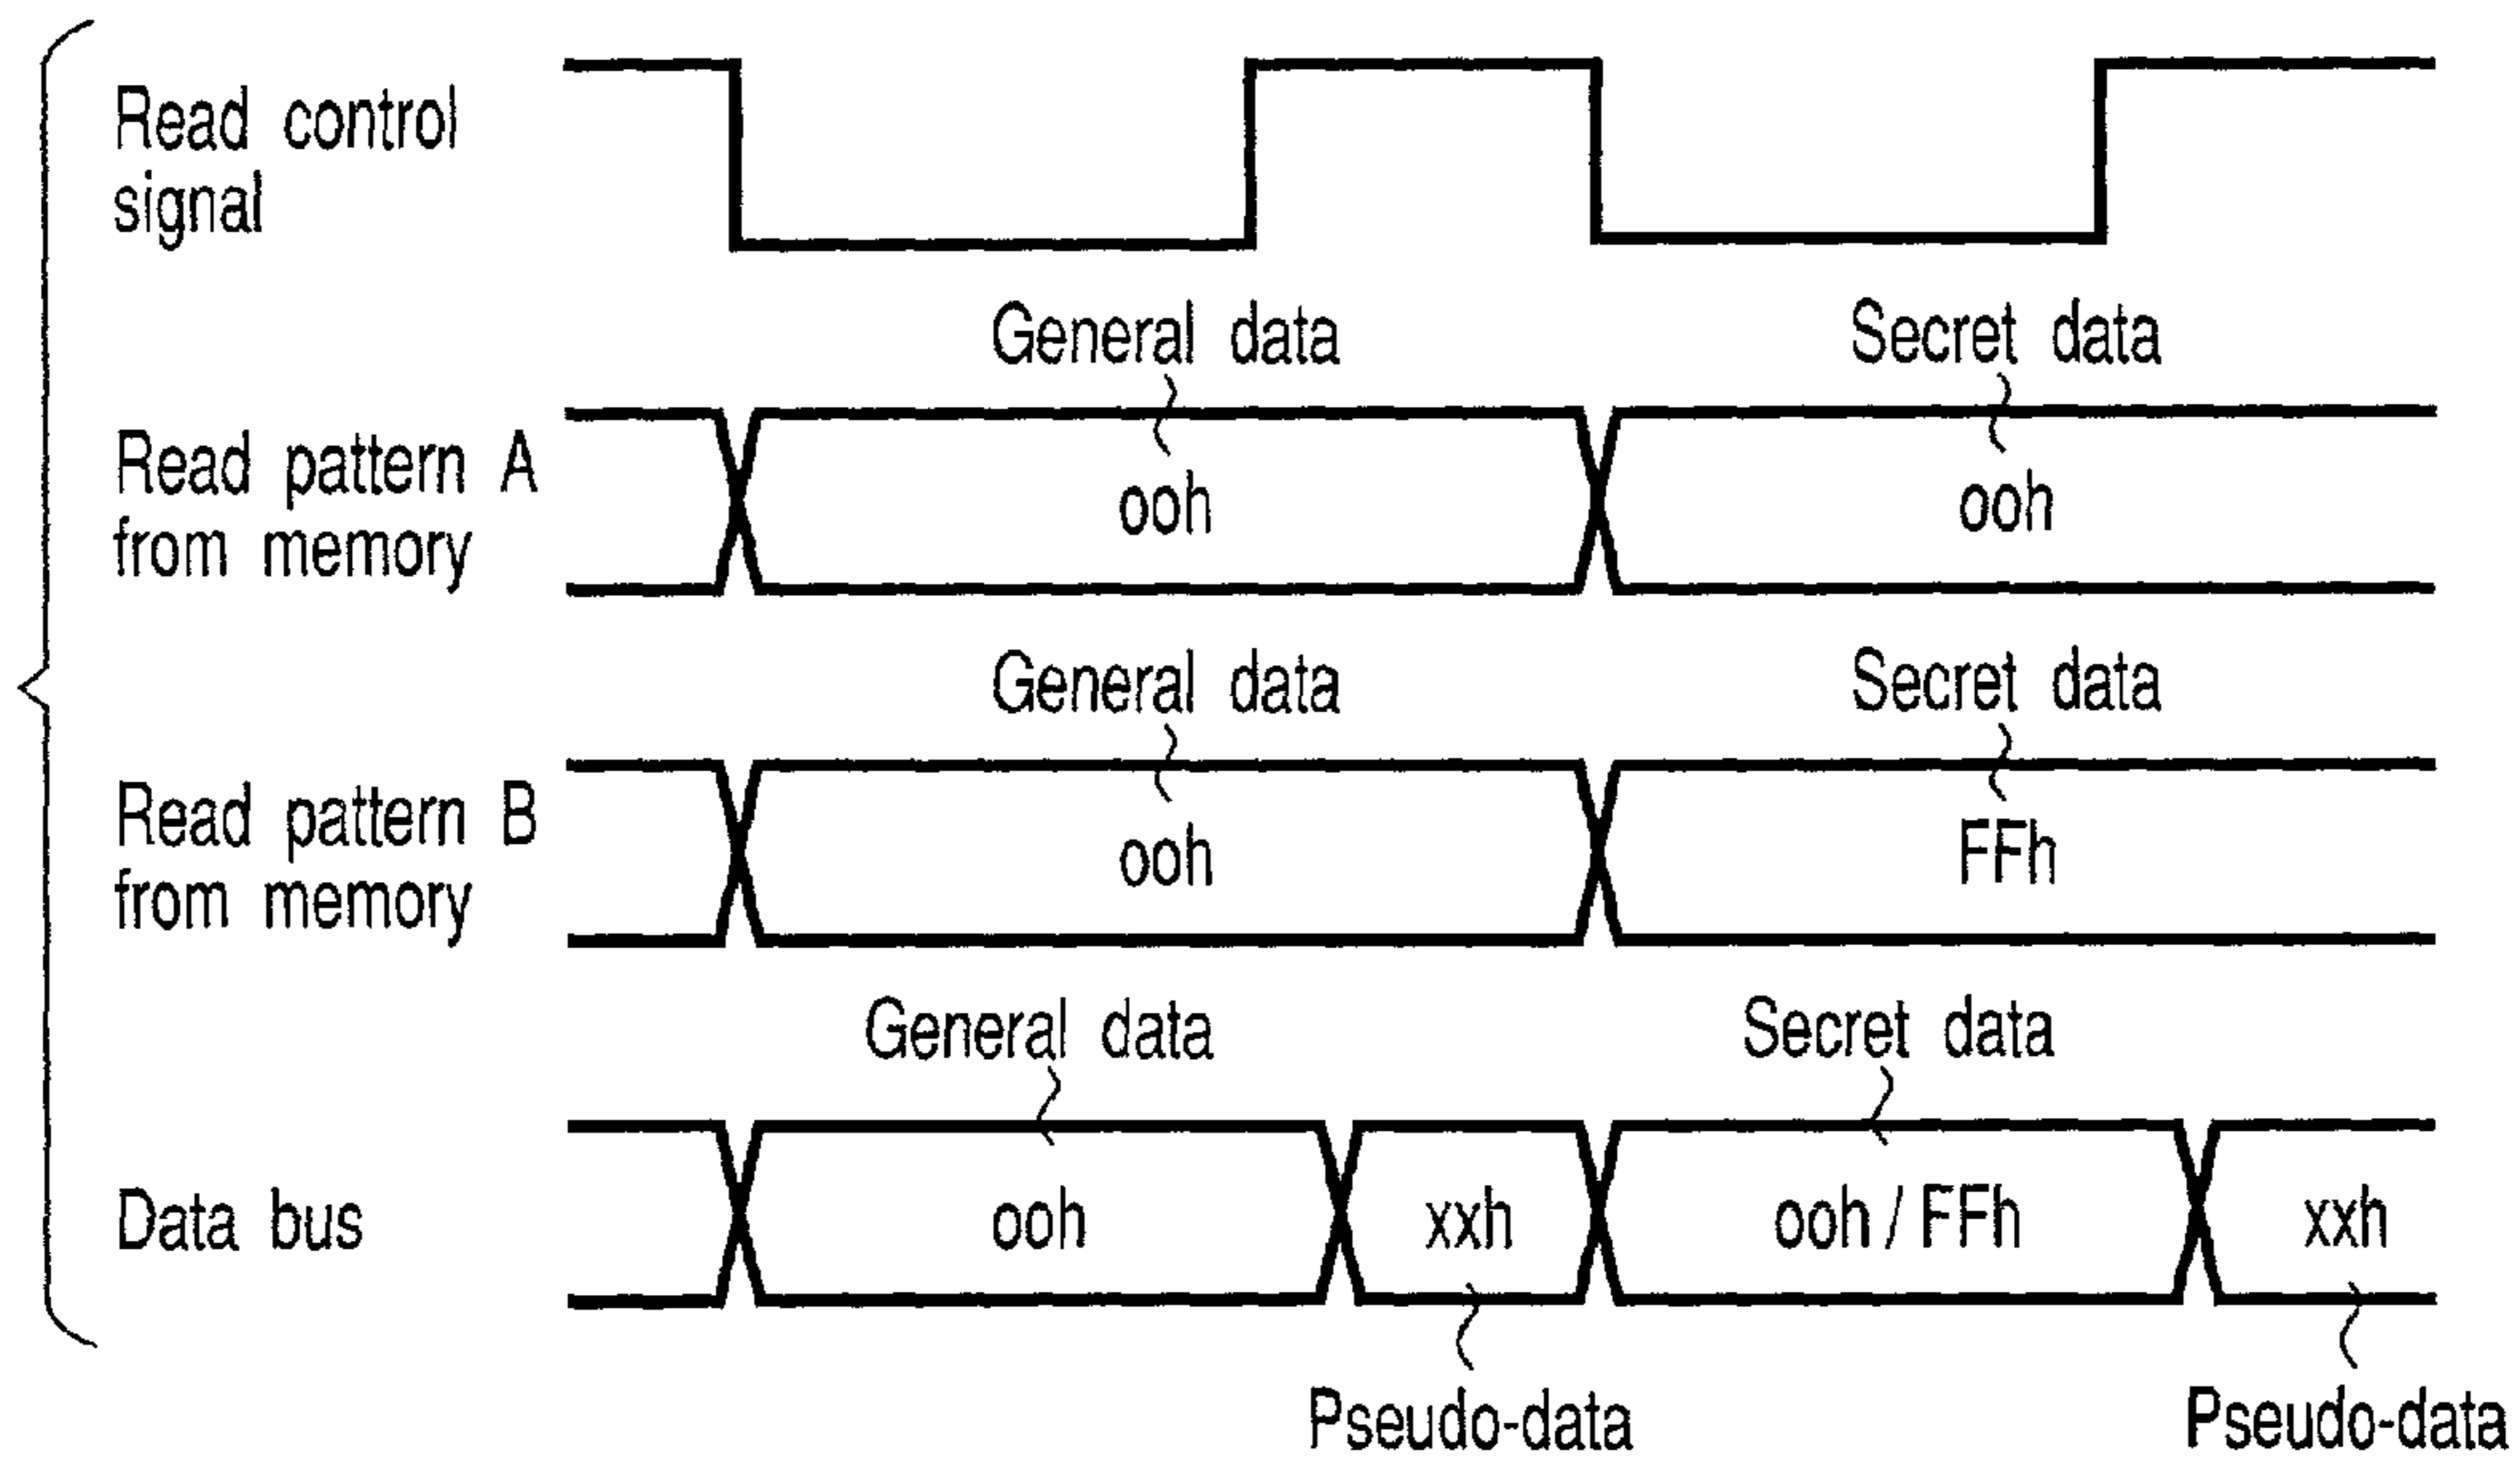 Read control
signal
General data
Secret data
Read pattern A
from memory
ooh
ooh
General data
Secret data
Read pattern B
from memory
ooh
FFh
General data
Secret data
Data bus
ooh
xxh
ooh / FFh
xxh
Pseudo-data
Pseudo-data